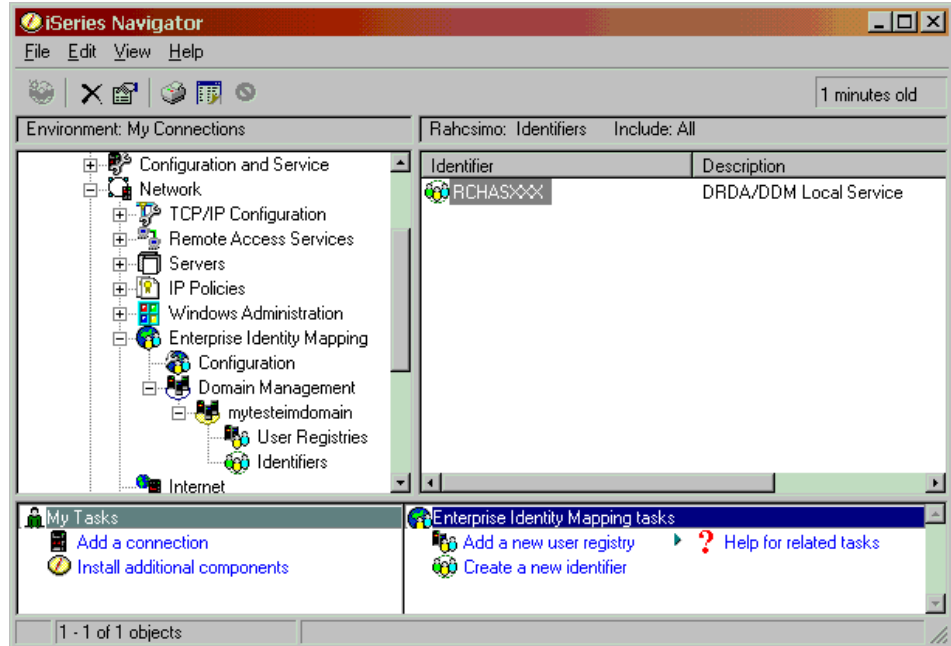 iSeries Navigator
File Edit View Help
1 minutes old
Environment: My Connections
Rahcsimo: Identifiers Include: All
Configuration and Service
Network
TCP/IP Configuration
Remote Access Services
Servers
IP Policies
Windows Administration
Enterprise Identity Mapping
Configuration
Domain Management
mytesteimdomain
User Registries
Identifiers
Internet
Identifier Description
RCHASXXX DRDA/DDM Local Service
My Tasks
Add a connection
Install additional components
Enterprise Identity Mapping tasks
Add a new user registry
Create a new identifier
Help for related tasks
1 - 1 of 1 objects